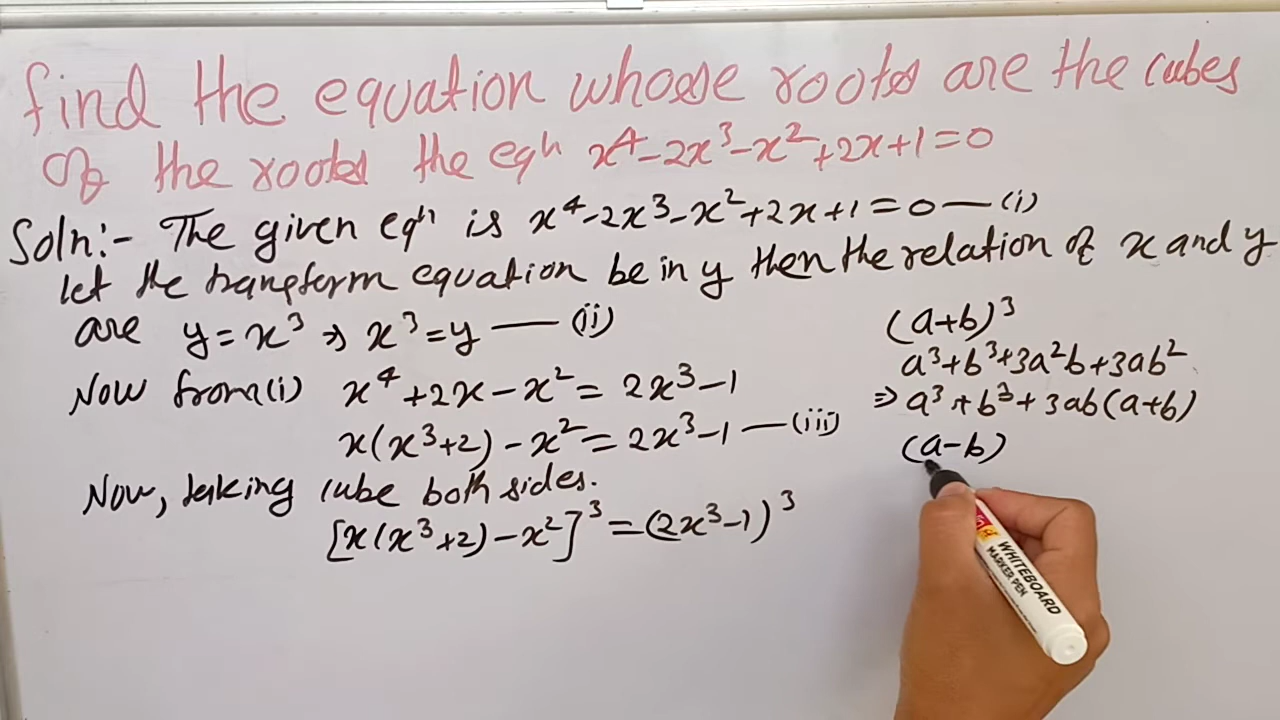 find the equation whose roots are the cubes
of the roots the eqn x⁴-2x³-x²+2x+1=0
Soln:- The given eqn is x⁴-2x³-x²+2x+1=0 — (i)
let the transform equation be in y then the relation of x and y
are y=x³ ⇒ x³=y — (ii)
Now from (i) x⁴+2x-x²=2x³-1
x(x³+2)-x²=2x³-1 — (iii)
Now, taking cube both sides.
[x(x³+2)-x²]³=(2x³-1)³
(a+b)³
a³+b³+3a²b+3ab²
⇒ a³+b³+3ab(a+b)
(a-b)
WHITEBOARD
MARKER PEN